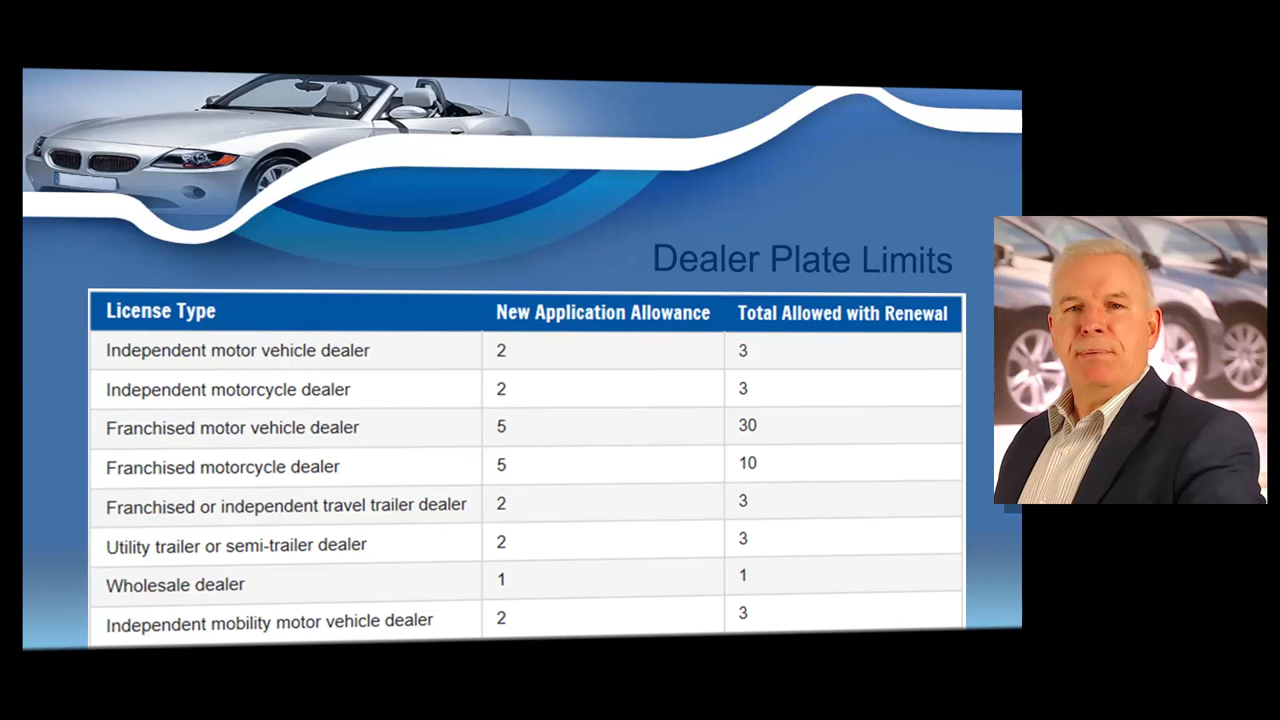 Dealer Plate Limits
License Type New Application Allowance Total Allowed with Renewal
Independent motor vehicle dealer 2 3
Independent motorcycle dealer 2 3
Franchised motor vehicle dealer 5 30
Franchised motorcycle dealer 5 10
Franchised or independent travel trailer dealer 2 3
Utility trailer or semi-trailer dealer 2 3
Wholesale dealer 1 1
Independent mobility motor vehicle dealer 2 3